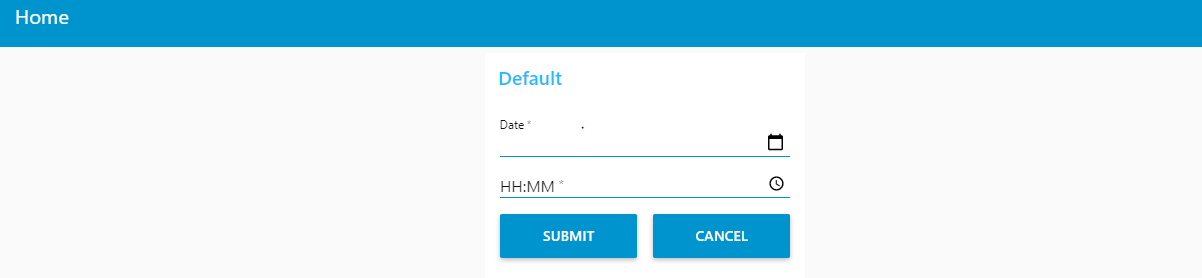 Home
Default
Date *
HH:MM *
SUBMIT CANCEL